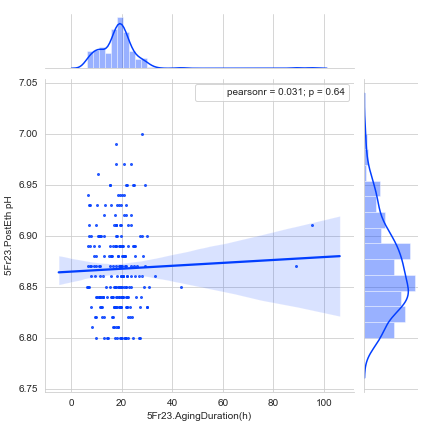 7.05
pearsonr = 0.031; p = 0.64
7.00
6.95
6.90
6.85
6.80
6.75
5Fr23.PostEth pH
0 20 40 60 80 100
5Fr23.AgingDuration(h)